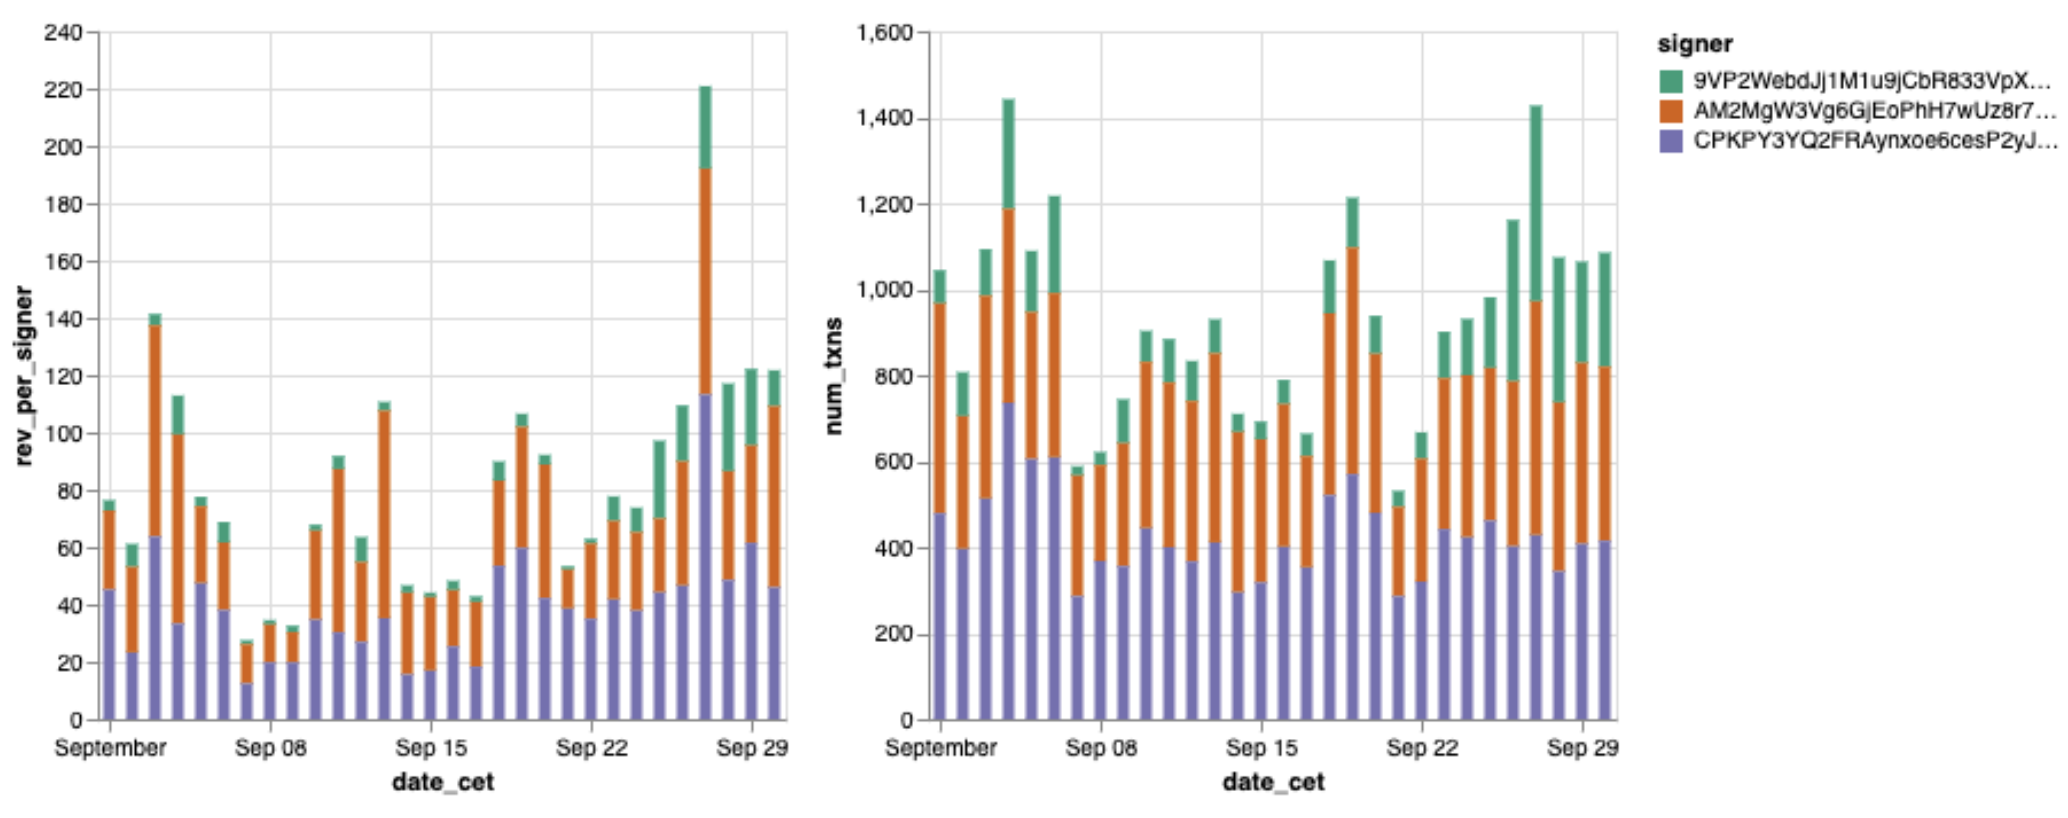 240
220
200
180
160
140
120
100
80
60
40
20
0
rev_per_signer
September Sep 08 Sep 15 Sep 22 Sep 29
date_cet
1,600
1,400
1,200
1,000
800
600
400
200
0
num_txns
September Sep 08 Sep 15 Sep 22 Sep 29
date_cet
signer
9VP2WebdJj1M1u9jCbR833VpX…
AM2MgW3Vg6GjEoPhH7wUz8r7…
CPKPY3YQ2FRAynxoe6cesP2yJ…